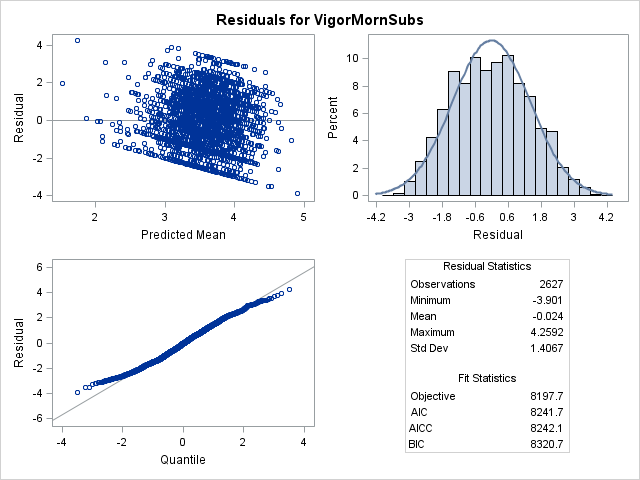 Residuals for VigorMornSubs
4
2
0
-2
-4
Residual
2
3
4
5
Predicted Mean
10
8
6
4
2
0
Percent
-4.2
-3
-1.8
-0.6
0.6
1.8
3
4.2
Residual
6
4
2
0
-2
-4
-6
Residual
-4
-2
0
2
4
Quantile
Residual Statistics
Observations 2627
Minimum -3.901
Mean -0.024
Maximum 4.2592
Std Dev 1.4067
Fit Statistics
Objective 8197.7
AIC 8241.7
AICC 8242.1
BIC 8320.7